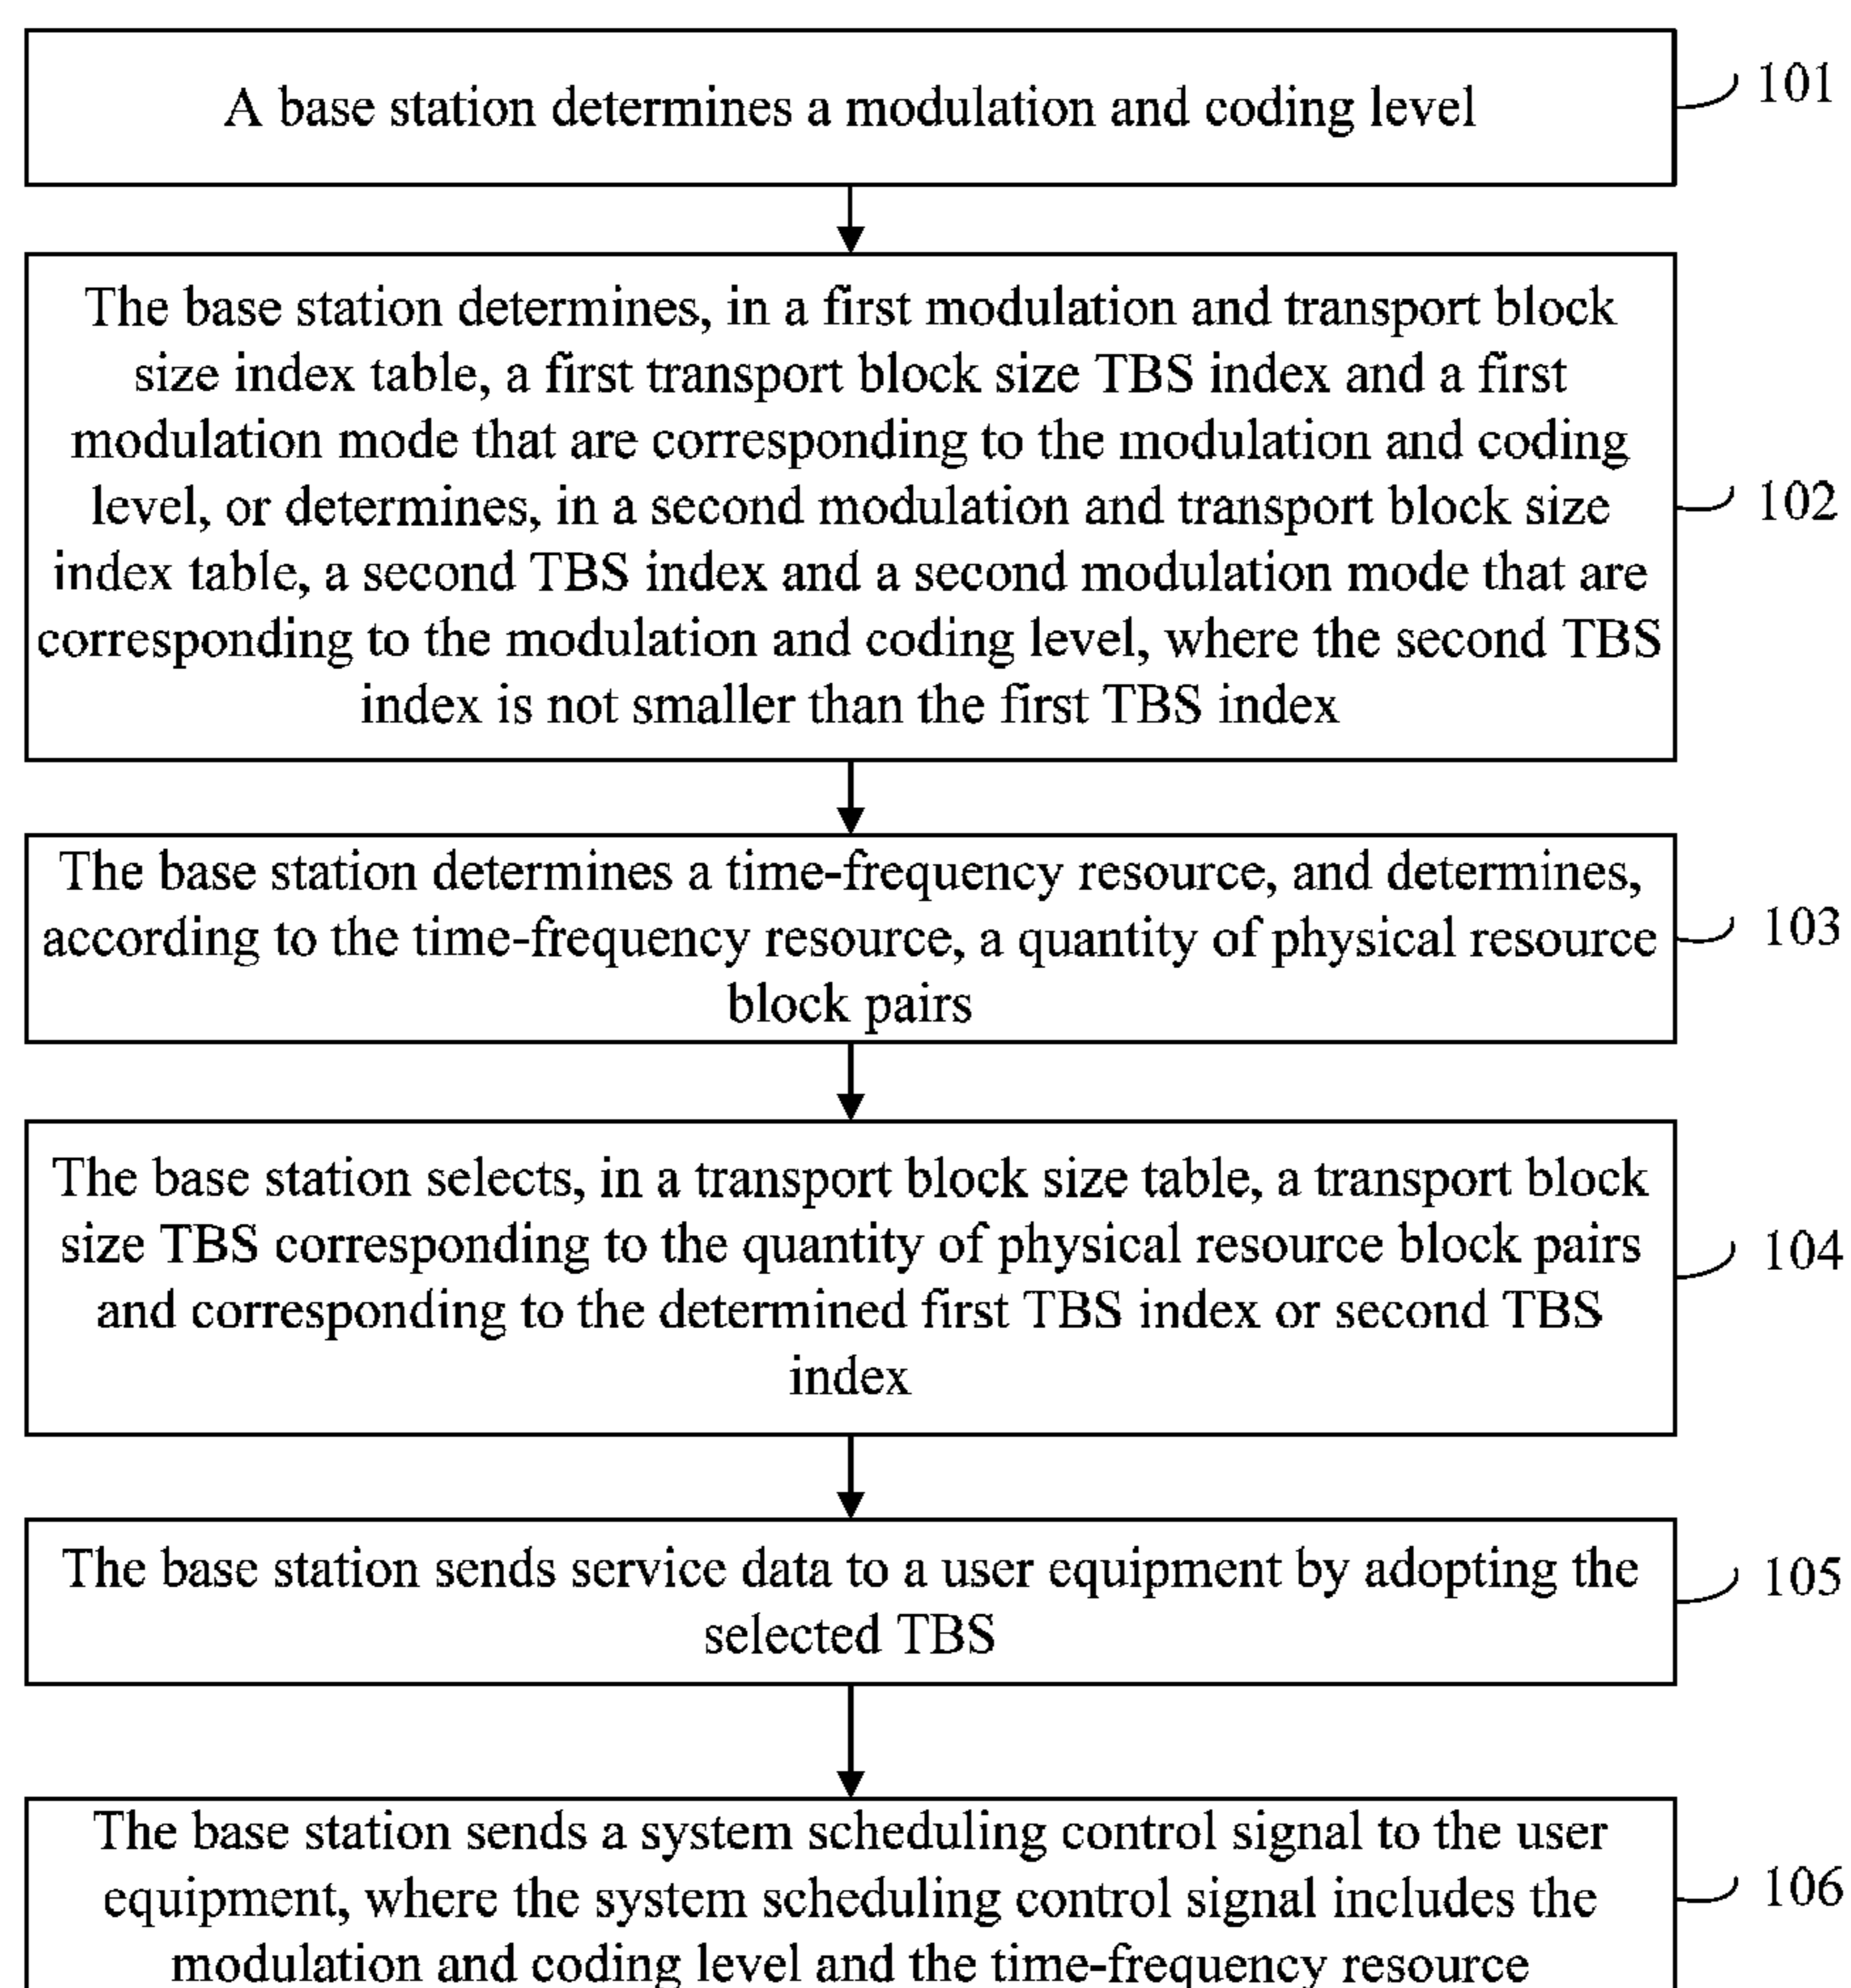 A base station determines a modulation and coding level
101
The base station determines, in a first modulation and transport block
size index table, a first transport block size TBS index and a first
modulation mode that are corresponding to the modulation and coding
level, or determines, in a second modulation and transport block size
index table, a second TBS index and a second modulation mode that are
corresponding to the modulation and coding level, where the second TBS
index is not smaller than the first TBS index
102
The base station determines a time-frequency resource, and determines,
according to the time-frequency resource, a quantity of physical resource
block pairs
103
The base station selects, in a transport block size table, a transport block
size TBS corresponding to the quantity of physical resource block pairs
and corresponding to the determined first TBS index or second TBS
index
104
The base station sends service data to a user equipment by adopting the
selected TBS
105
The base station sends a system scheduling control signal to the user
equipment, where the system scheduling control signal includes the
modulation and coding level and the time-frequency resource
106